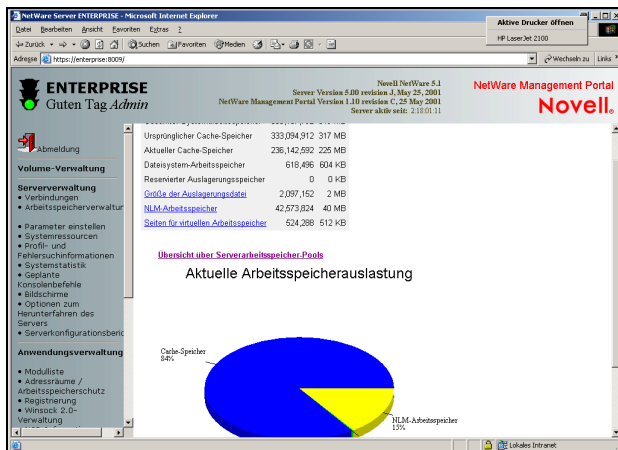 NetWare Server ENTERPRISE - Microsoft Internet Explorer
Aktive Drucker öffnen
HP LaserJet 2100
Datei Bearbeiten Ansicht Favoriten Extras ?
Zurück Suchen Favoriten Medien
Adresse https://enterprise:8009/ Wechseln zu Links
ENTERPRISE
Guten Tag Admin
Novell NetWare 5.1
Server Version 5.00 revision J, May 25, 2001
NetWare Management Portal Version 1.10 revision C, 25 May 2001
Server aktiv seit: 2:18:01:11
NetWare Management Portal
Novell®
Abmeldung
Volume-Verwaltung
Serververwaltung
• Verbindungen
• Arbeitsspeicherverwaltur
• Parameter einstellen
• Systemressourcen
• Profil- und
Fehlersuchinformationen
• Systemstatistik
• Geplante
Konsolenbefehle
• Bildschirme
• Optionen zum
Herunterfahren des
Servers
• Serverkonfigurationsberic
Anwendungsverwaltung
• Modulliste
• Adressräume /
Arbeitsspeicherschutz
• Registrierung
• Winsock 2.0-
Verwaltung
Ursprünglicher Cache-Speicher 333,094,912 317 MB
Aktueller Cache-Speicher 236,142,592 225 MB
Dateisystem-Arbeitsspeicher 618,496 604 KB
Reservierter Auslagerungsspeicher 0 0 KB
Größe der Auslagerungsdatei 2,097,152 2 MB
NLM-Arbeitsspeicher 42,573,824 40 MB
Seiten für virtuellen Arbeitsspeicher 524,288 512 KB
Übersicht über Serverarbeitsspeicher-Pools
Aktuelle Arbeitsspeicherauslastung
Cache-Speicher
84%
NLM-Arbeitsspeicher
15%
Lokales Intranet